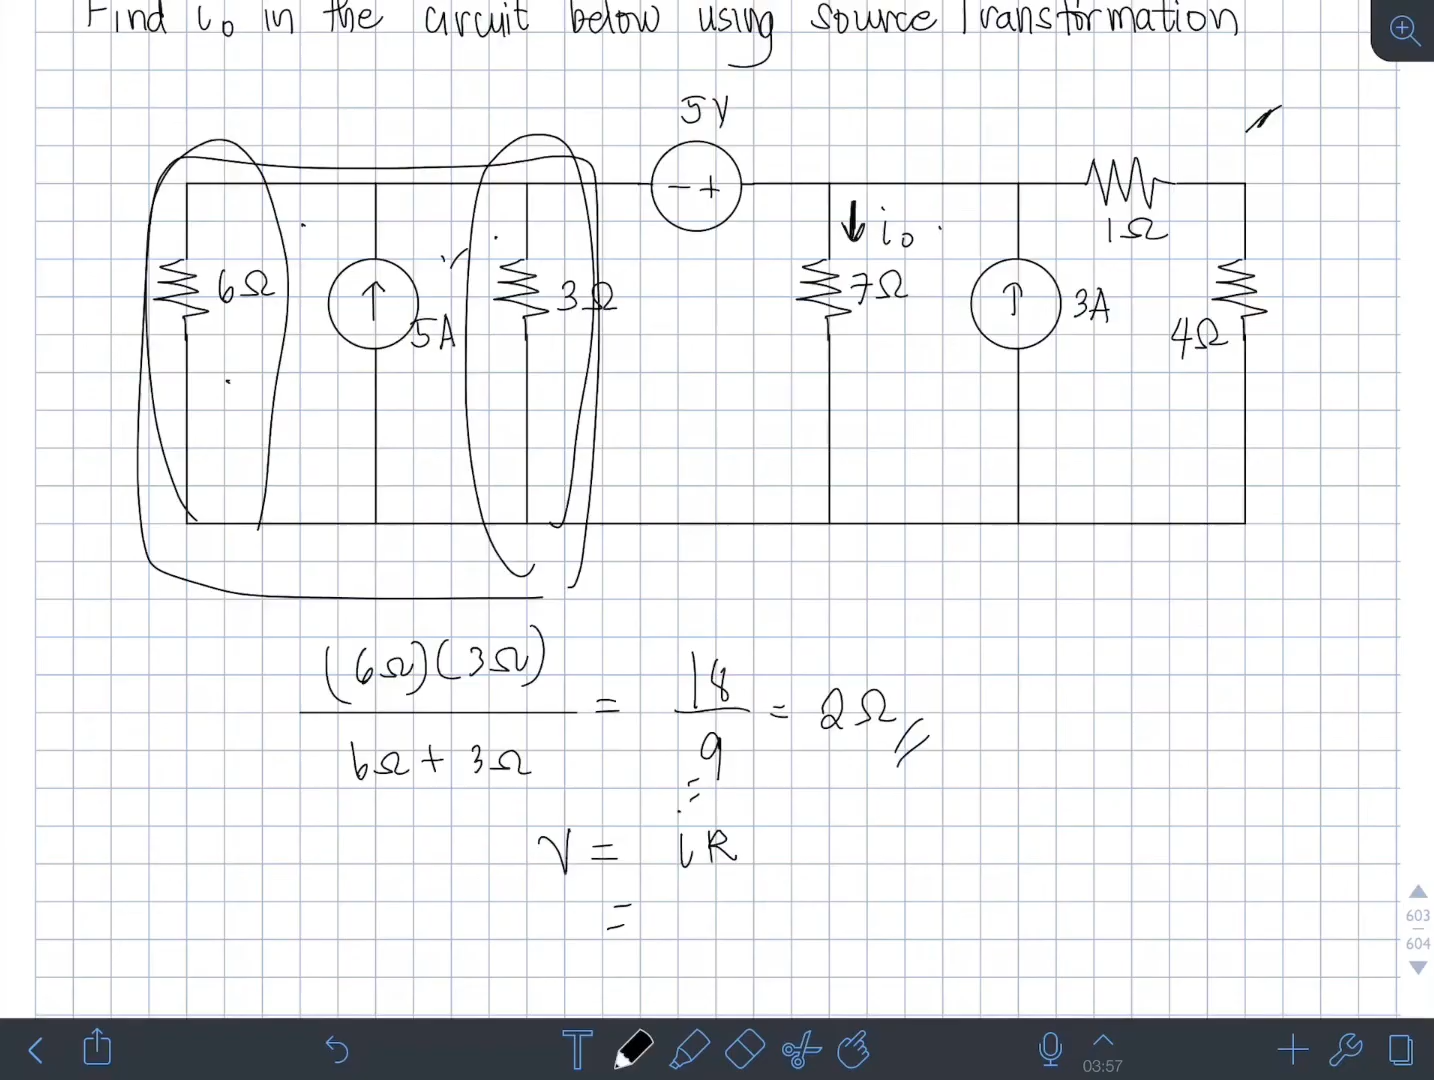 Find i₀ in the circuit below using source Transformation
5V
- +
1Ω
i₀
6Ω
5A
3Ω
7Ω
3A
4Ω
(6Ω)(3Ω)
6Ω + 3Ω
=
18
9
= 2Ω
V = iR
=
603
604
T
03:57